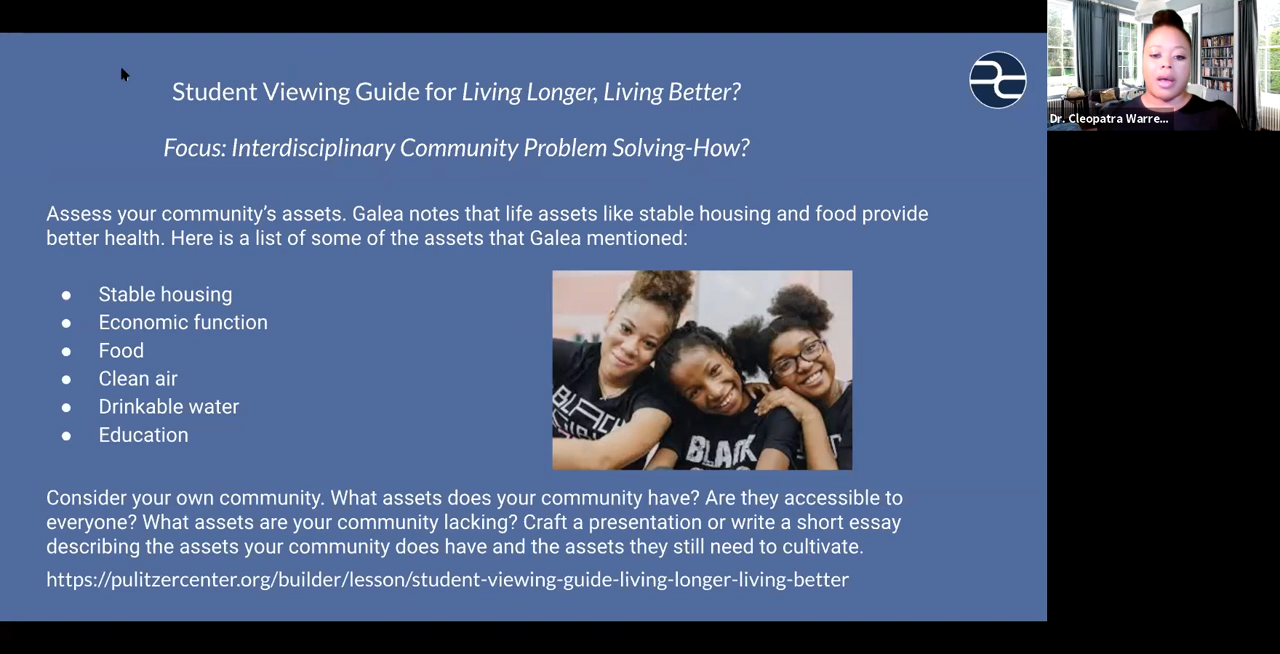 Student Viewing Guide for Living Longer, Living Better?
Focus: Interdisciplinary Community Problem Solving-How?
Assess your community’s assets. Galea notes that life assets like stable housing and food provide
better health. Here is a list of some of the assets that Galea mentioned:
● Stable housing
● Economic function
● Food
● Clean air
● Drinkable water
● Education
BLACK
BLACK
Consider your own community. What assets does your community have? Are they accessible to
everyone? What assets are your community lacking? Craft a presentation or write a short essay
describing the assets your community does have and the assets they still need to cultivate.
https://pulitzercenter.org/builder/lesson/student-viewing-guide-living-longer-living-better
Dr. Cleopatra Warre...